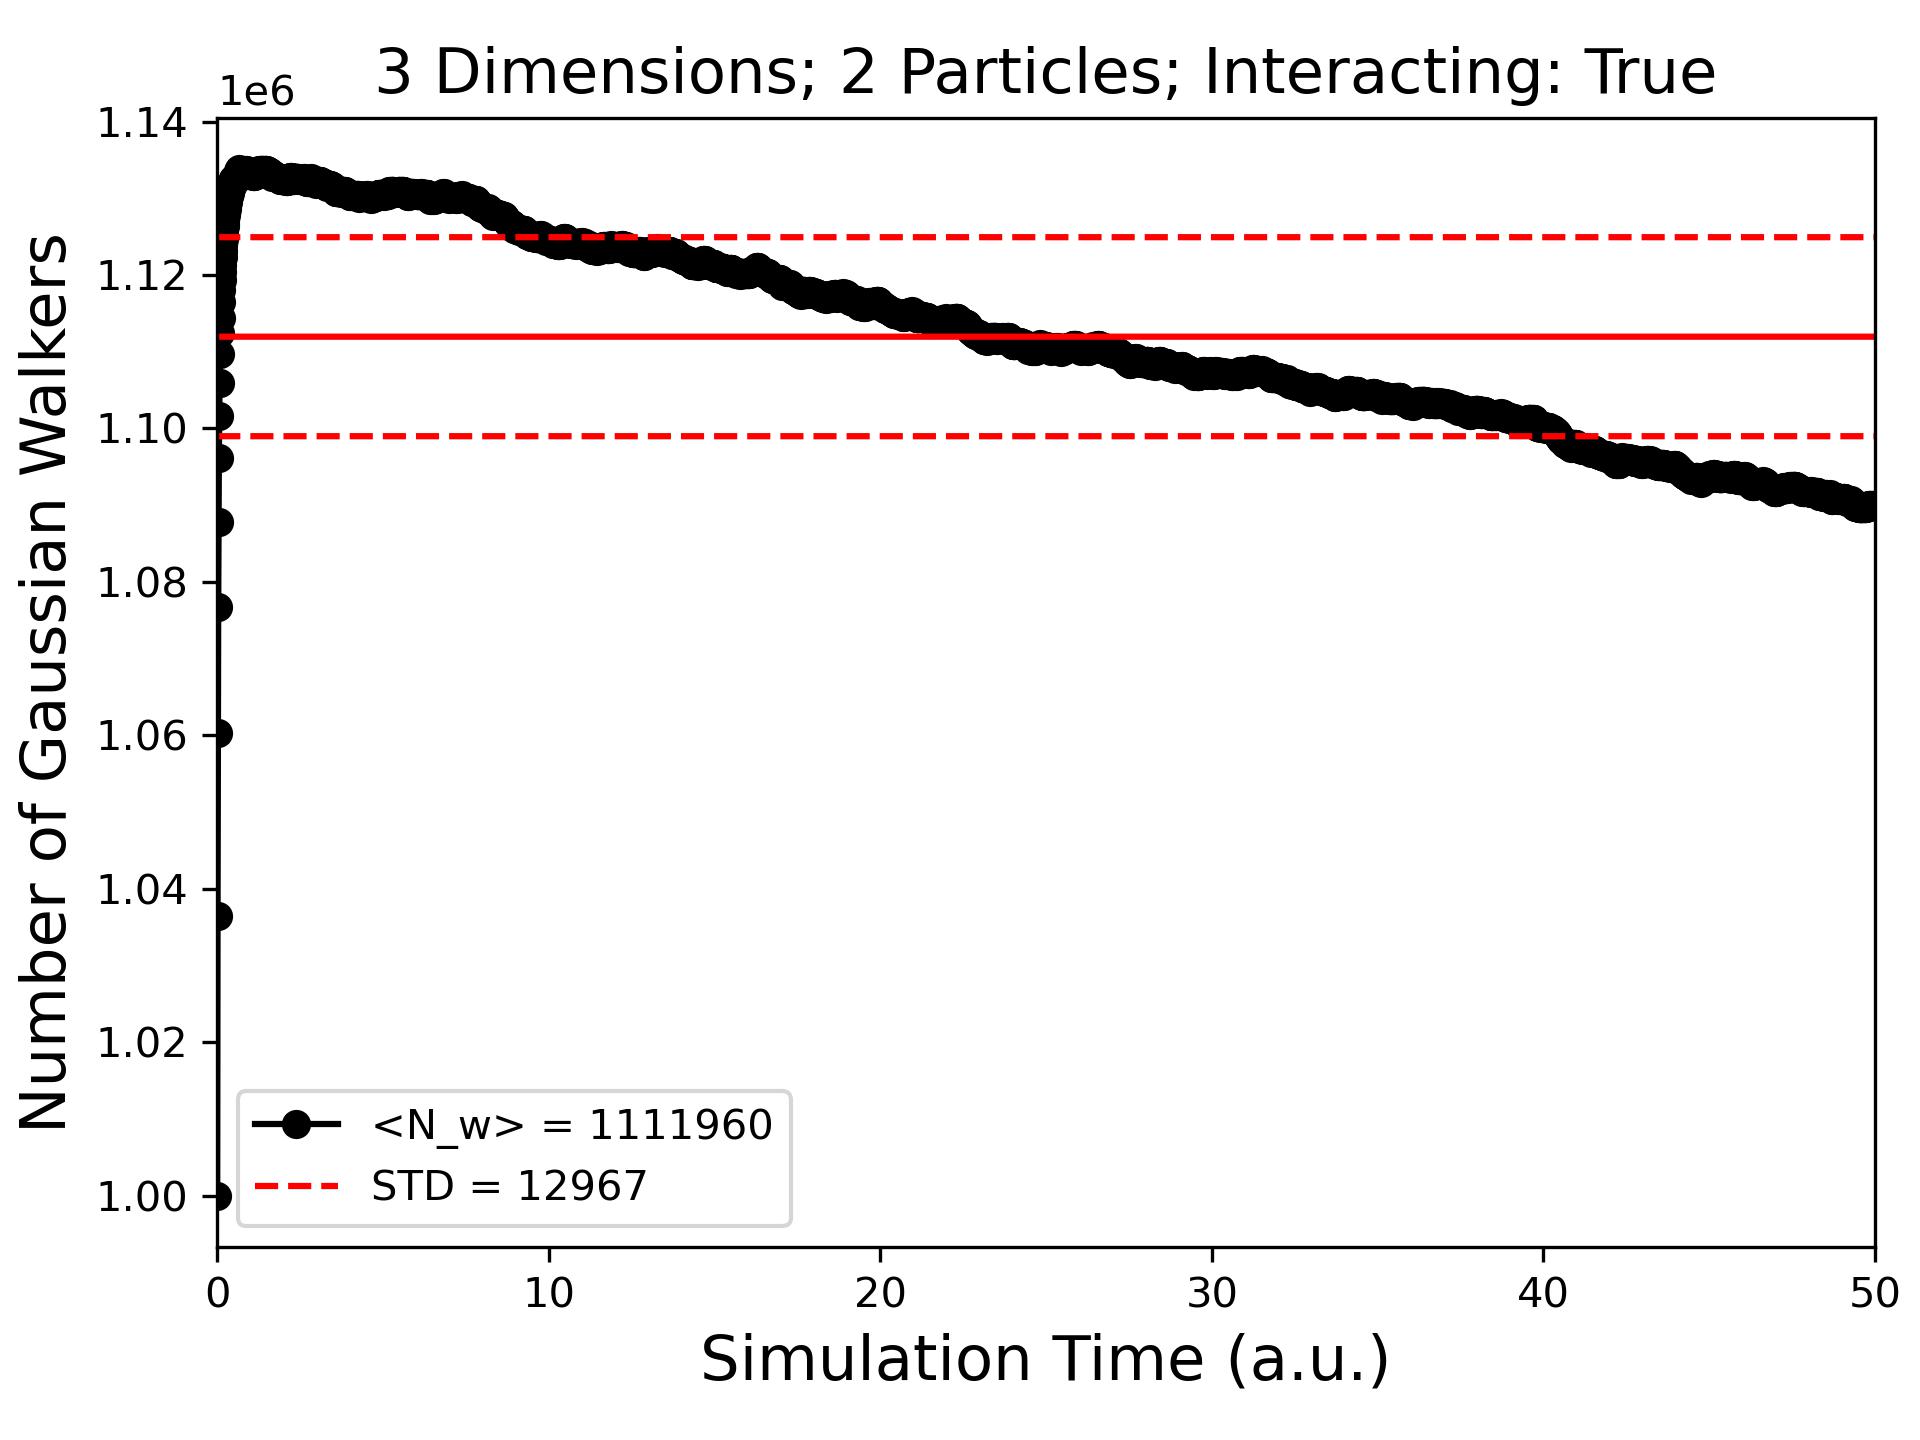 3 Dimensions; 2 Particles; Interacting: True
1e6
1.14
1.12
1.10
1.08
1.06
1.04
1.02
1.00
Number of Gaussian Walkers
<N_w> = 1111960
STD = 12967
0 10 20 30 40 50
Simulation Time (a.u.)